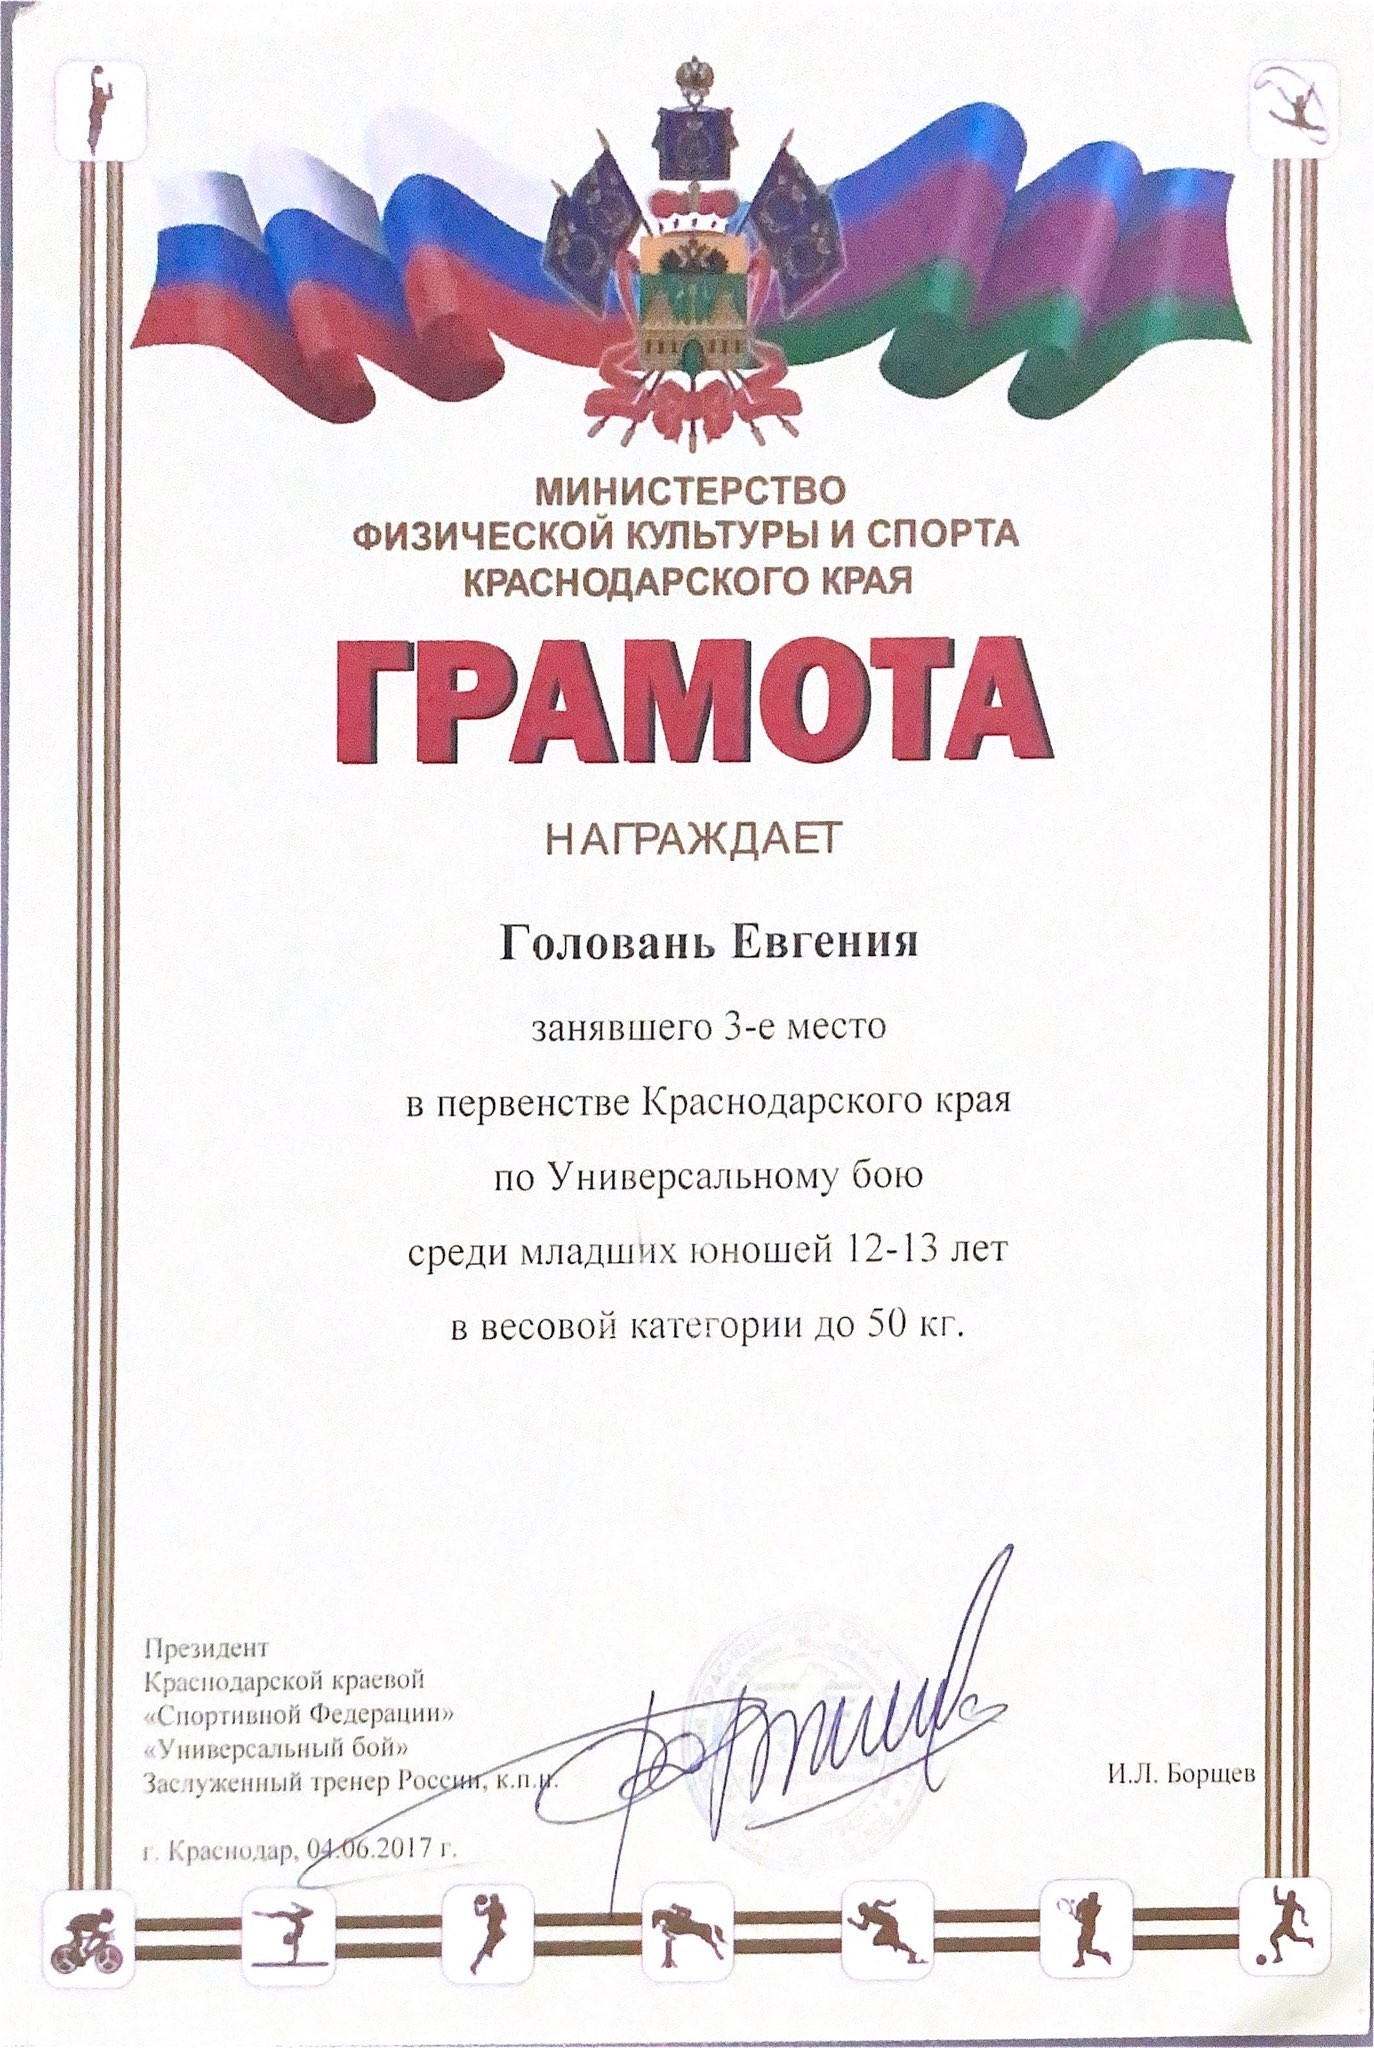 МИНИСТЕРСТВО
ФИЗИЧЕСКОЙ КУЛЬТУРЫ И СПОРТА
КРАСНОДАРСКОГО КРАЯ
ГРАМОТА
НАГРАЖДАЕТ
Головань Евгения
занявшего 3-е место
в первенстве Краснодарского края
по Универсальному бою
среди младших юношей 12-13 лет
в весовой категории до 50 кг.
Президент
Краснодарской краевой
«Спортивной Федерации»
«Универсальный бой»
Заслуженный тренер России, к.п.н.
И.Л. Борщев
г. Краснодар, 04.06.2017 г.